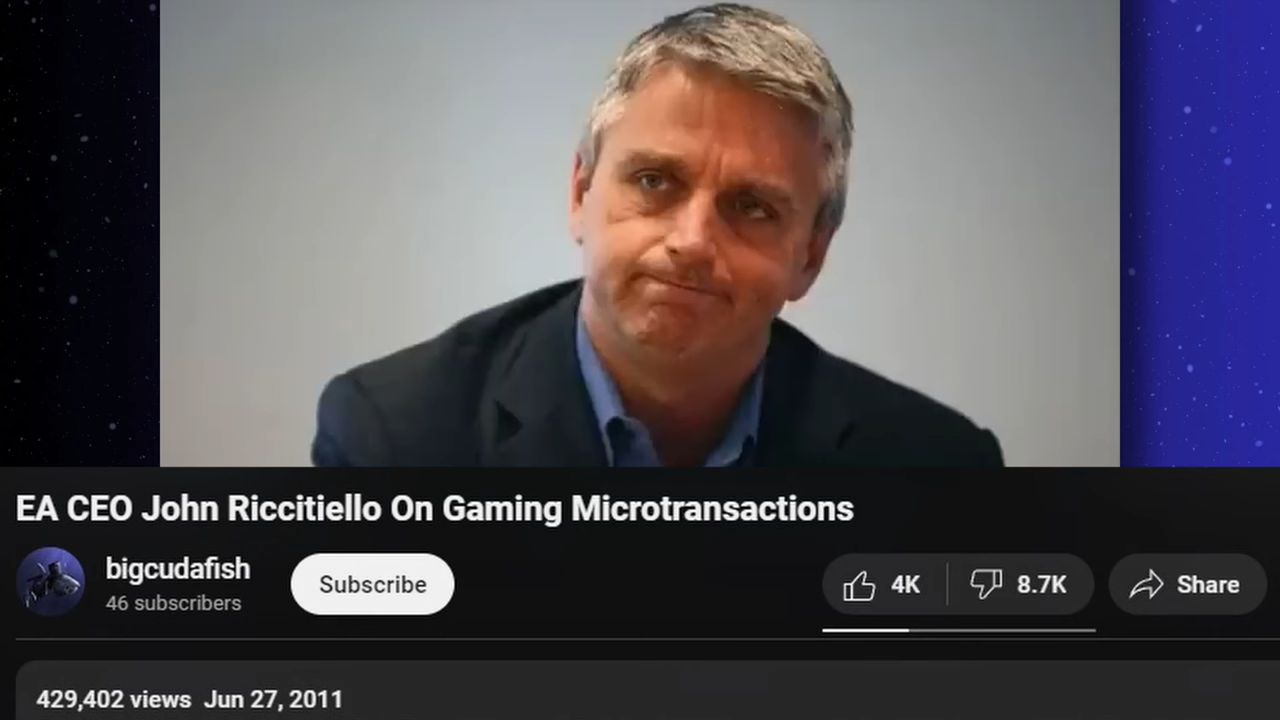 EA CEO John Riccitiello On Gaming Microtransactions
bigcudafish
46 subscribers
Subscribe
4K
8.7K
Share
429,402 views Jun 27, 2011